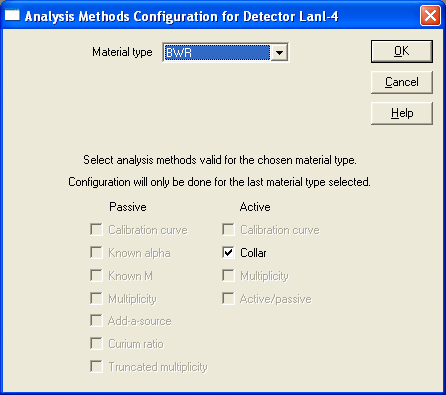 Analysis Methods Configuration for Detector Lanl-4
Material type BWR
OK
Cancel
Help
Select analysis methods valid for the chosen material type.
Configuration will only be done for the last material type selected.
Passive Active
Calibration curve Calibration curve
Known alpha Collar
Known M Multiplicity
Multiplicity Active/passive
Add-a-source
Curium ratio
Truncated multiplicity